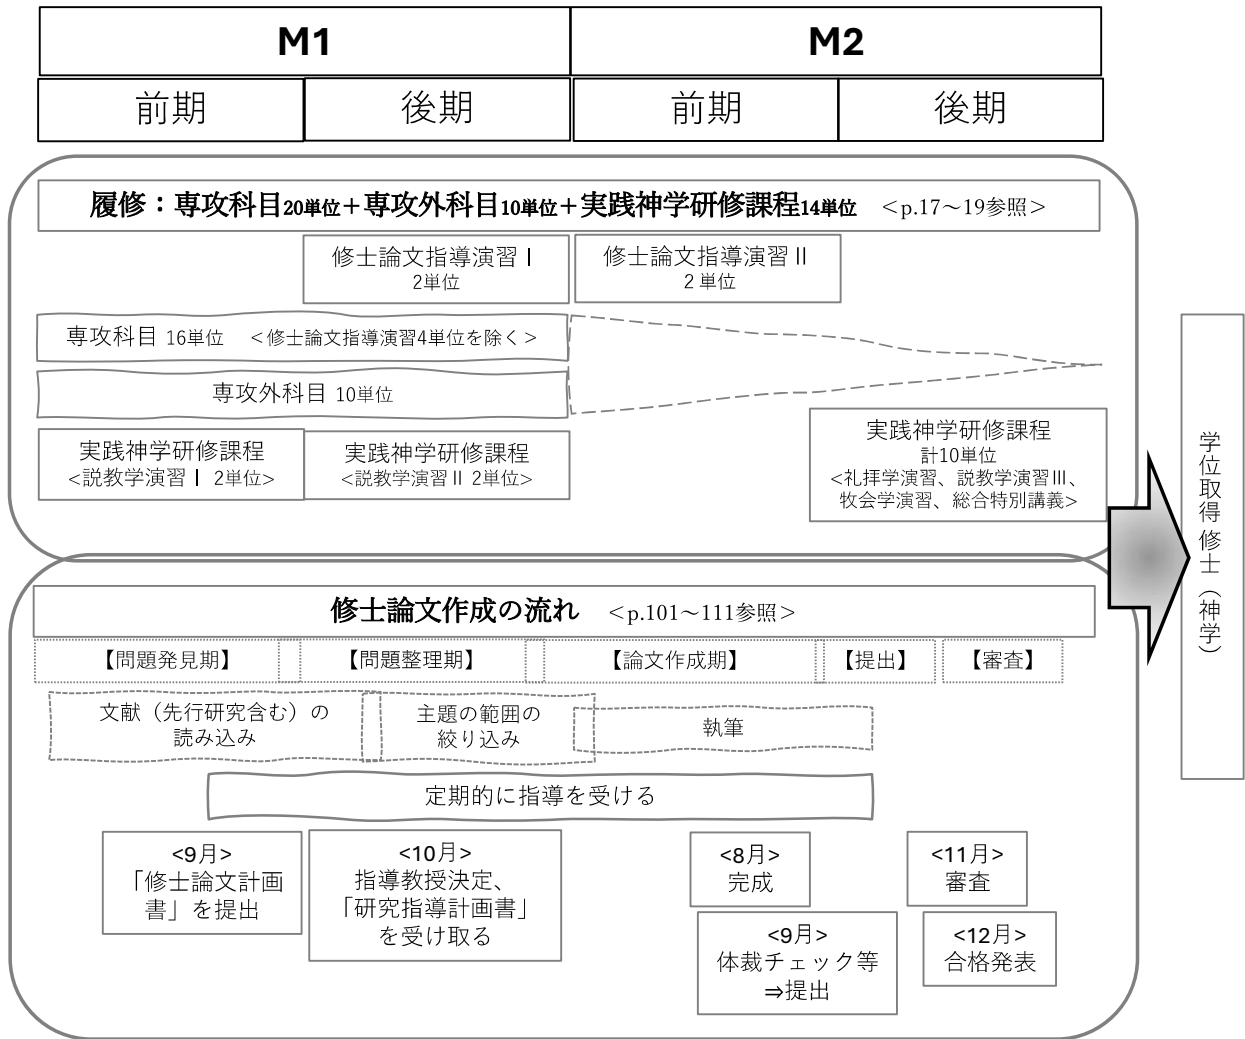 M1
M2
前期
後期
前期
後期
履修：専攻科目20単位＋専攻外科目10単位＋実践神学研修課程14単位　＜p.17～19参照＞
修士論文指導演習Ⅰ
2単位
修士論文指導演習Ⅱ
２単位
専攻科目 16単位　＜修士論文指導演習4単位を除く＞
専攻外科目 10単位
実践神学研修課程
<説教学演習Ⅰ 2単位>
実践神学研修課程
<説教学演習Ⅱ 2単位>
実践神学研修課程
計10単位
<礼拝学演習、説教学演習Ⅲ、
牧会学演習、総合特別講義>
学位取得 修士（神学）
修士論文作成の流れ　＜p.101～111参照＞
【問題発見期】
【問題整理期】
【論文作成期】
【提出】
【審査】
文献（先行研究含む）の
読み込み
主題の範囲の
絞り込み
執筆
定期的に指導を受ける
<9月>
「修士論文計画
書」を提出
<10月>
指導教授決定、
「研究指導計画書」
を受け取る
<8月>
完成
<9月>
体裁チェック等
⇒提出
<11月>
審査
<12月>
合格発表